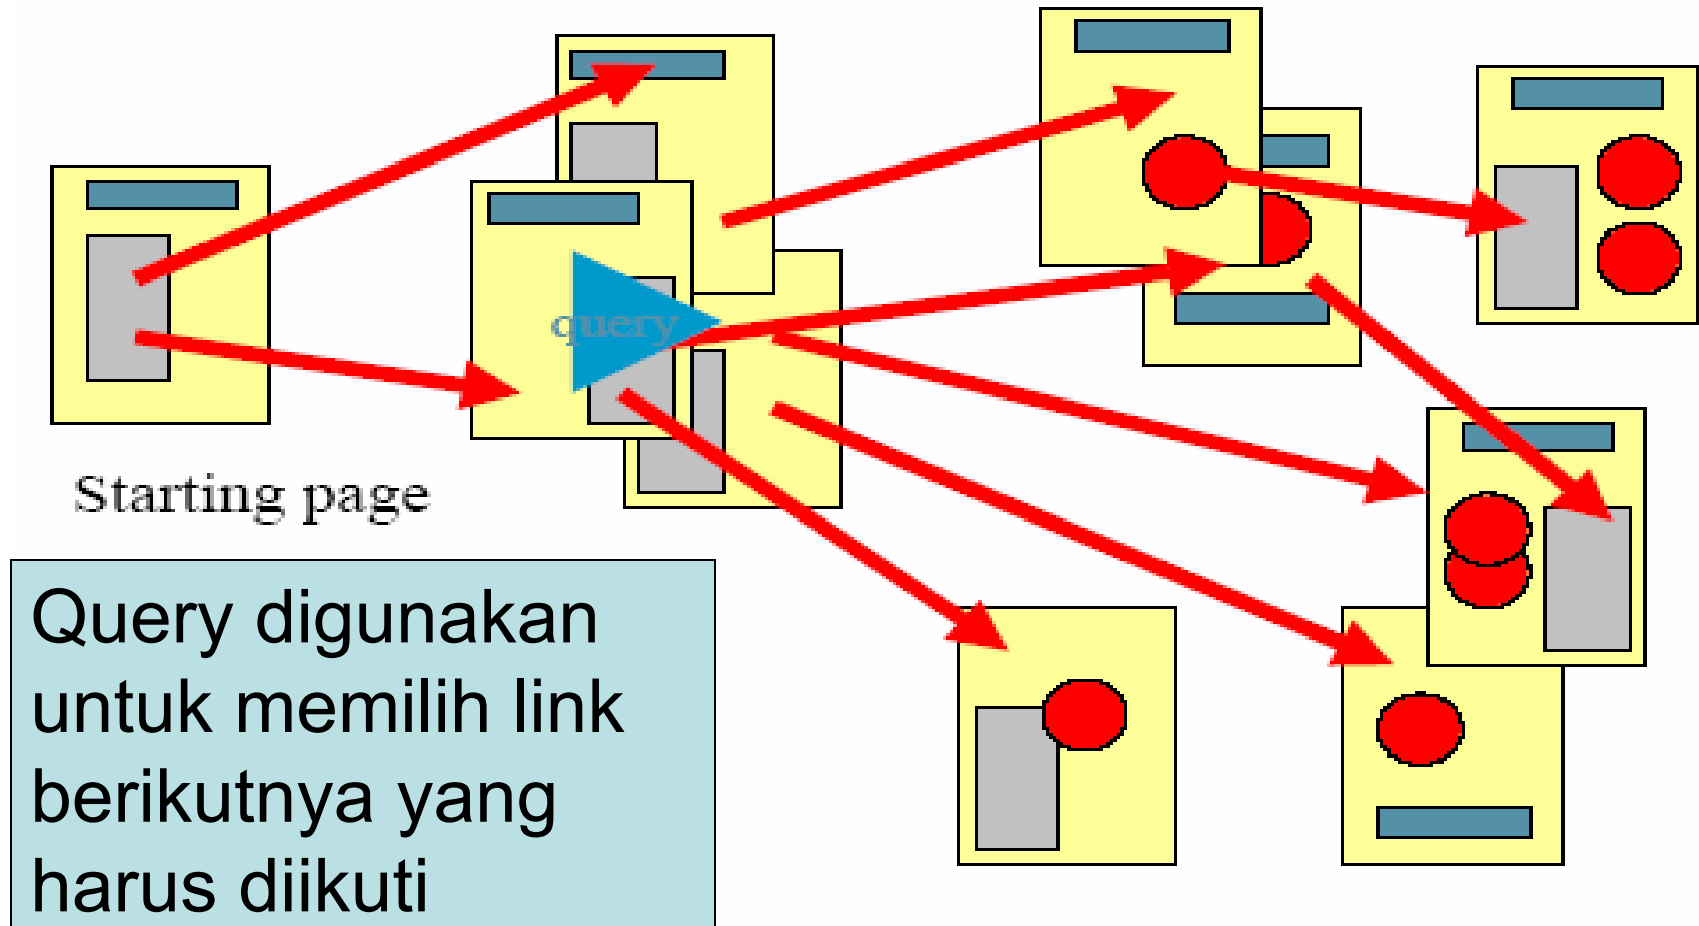 query
Starting page
Query digunakan
untuk memilih link
berikutnya yang
harus diikuti